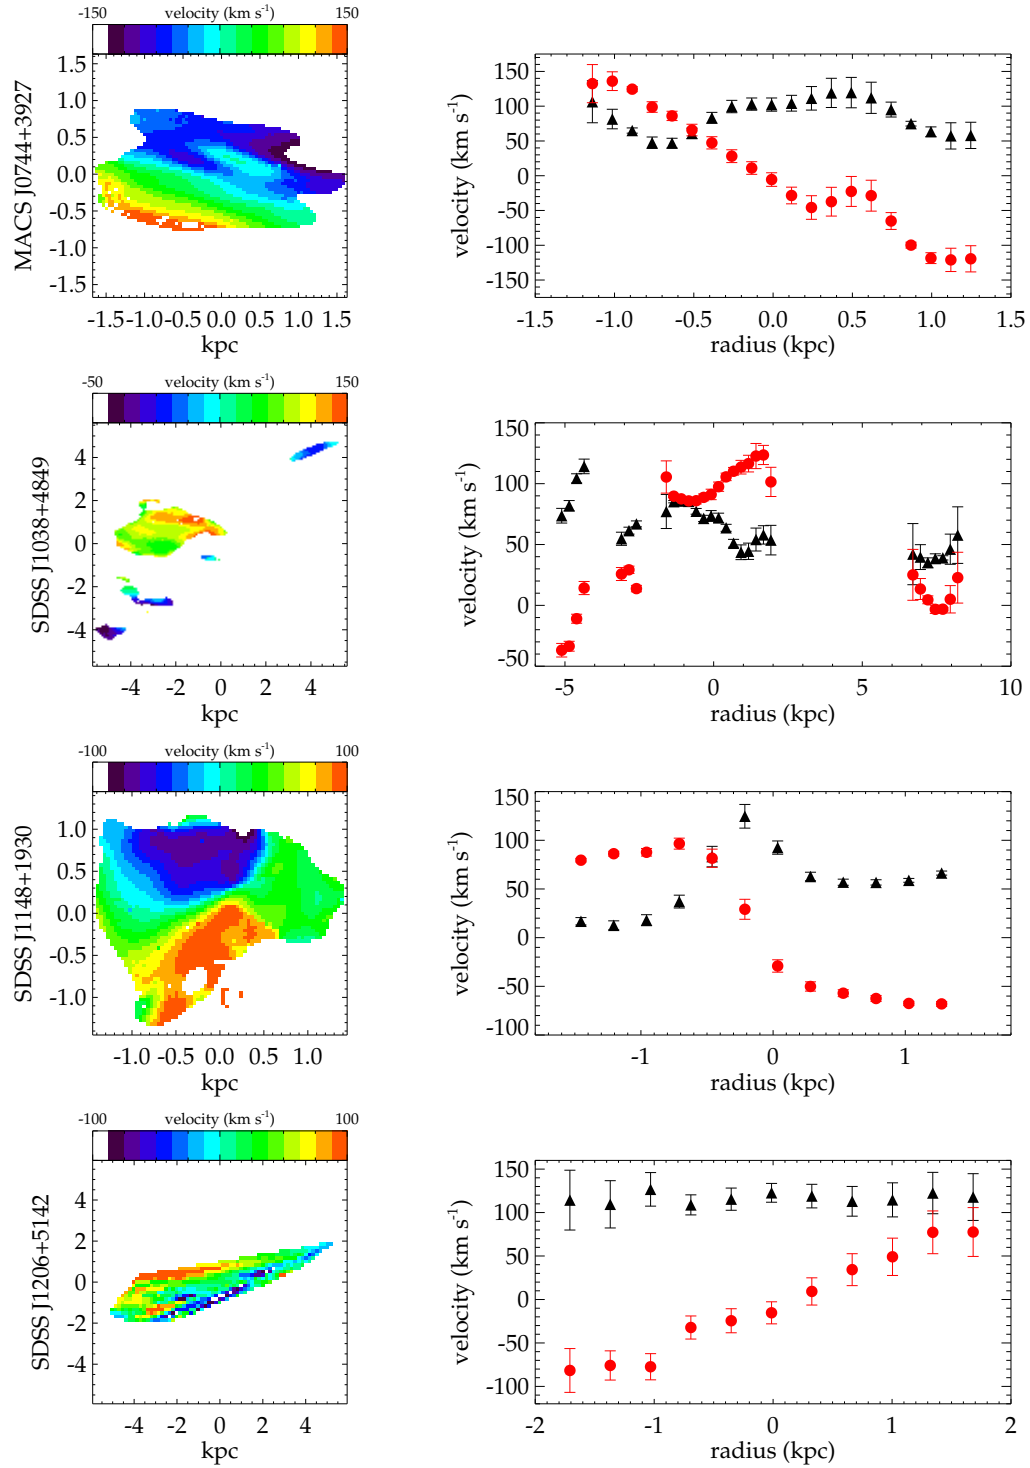 -150 velocity (km s⁻¹) 150
MACS J0744+3927
1.5
1.0
0.5
0.0
-0.5
-1.0
-1.5
-1.5 -1.0 -0.5 0.0 0.5 1.0 1.5
kpc
velocity (km s⁻¹)
150
100
50
0
-50
-100
-150
-1.5 -1.0 -0.5 0.0 0.5 1.0 1.5
radius (kpc)
-50 velocity (km s⁻¹) 150
SDSS J1038+4849
4
2
0
-2
-4
-4 -2 0 2 4
kpc
velocity (km s⁻¹)
150
100
50
0
-50
-5 0 5 10
radius (kpc)
-100 velocity (km s⁻¹) 100
SDSS J1148+1930
1.0
0.5
0.0
-0.5
-1.0
-1.0 -0.5 0.0 0.5 1.0
kpc
velocity (km s⁻¹)
150
100
50
0
-50
-100
-1 0 1
radius (kpc)
-100 velocity (km s⁻¹) 100
SDSS J1206+5142
4
2
0
-2
-4
-4 -2 0 2 4
kpc
velocity (km s⁻¹)
150
100
50
0
-50
-100
-2 -1 0 1 2
radius (kpc)